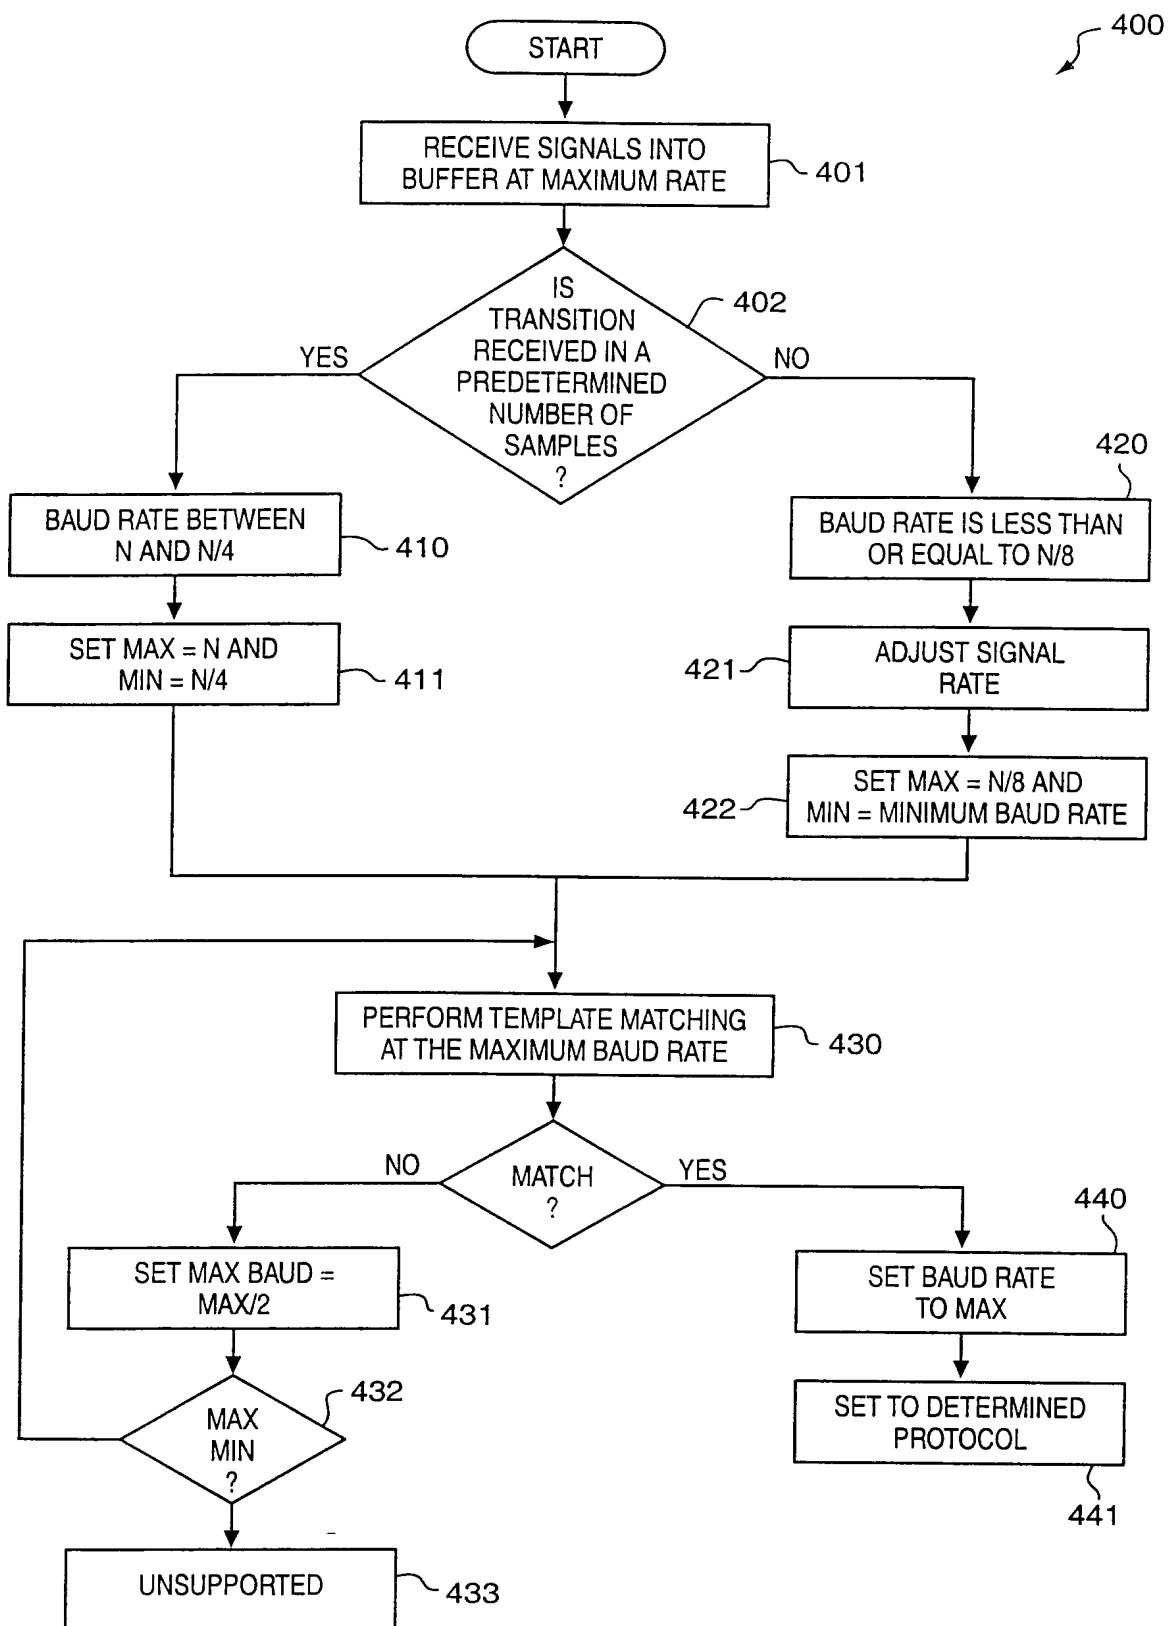 400
START
RECEIVE SIGNALS INTO
BUFFER AT MAXIMUM RATE
401
IS
TRANSITION
RECEIVED IN A
PREDETERMINED
NUMBER OF
SAMPLES
?
402
YES
NO
BAUD RATE BETWEEN
N AND N/4
410
SET MAX = N AND
MIN = N/4
411
420
BAUD RATE IS LESS THAN
OR EQUAL TO N/8
ADJUST SIGNAL
RATE
421
SET MAX = N/8 AND
MIN = MINIMUM BAUD RATE
422
PERFORM TEMPLATE MATCHING
AT THE MAXIMUM BAUD RATE
430
MATCH
?
NO
YES
SET MAX BAUD =
MAX/2
431
MAX
MIN
?
432
UNSUPPORTED
433
440
SET BAUD RATE
TO MAX
SET TO DETERMINED
PROTOCOL
441